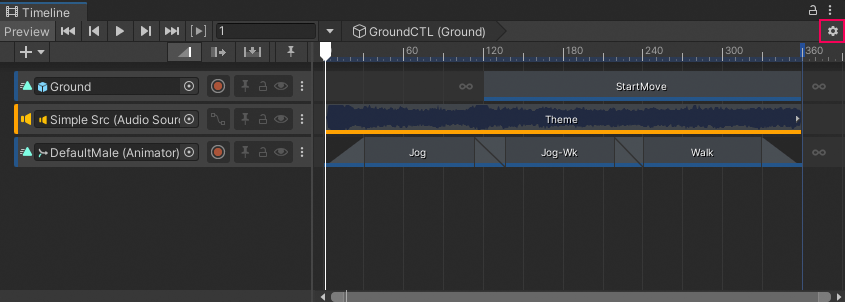 Timeline
Preview 1 GroundCTL (Ground)
60 120 180 240 300 360
Ground StartMove
Simple Src (Audio Sour Theme
DefaultMale (Animator) Jog Jog-Wk Walk